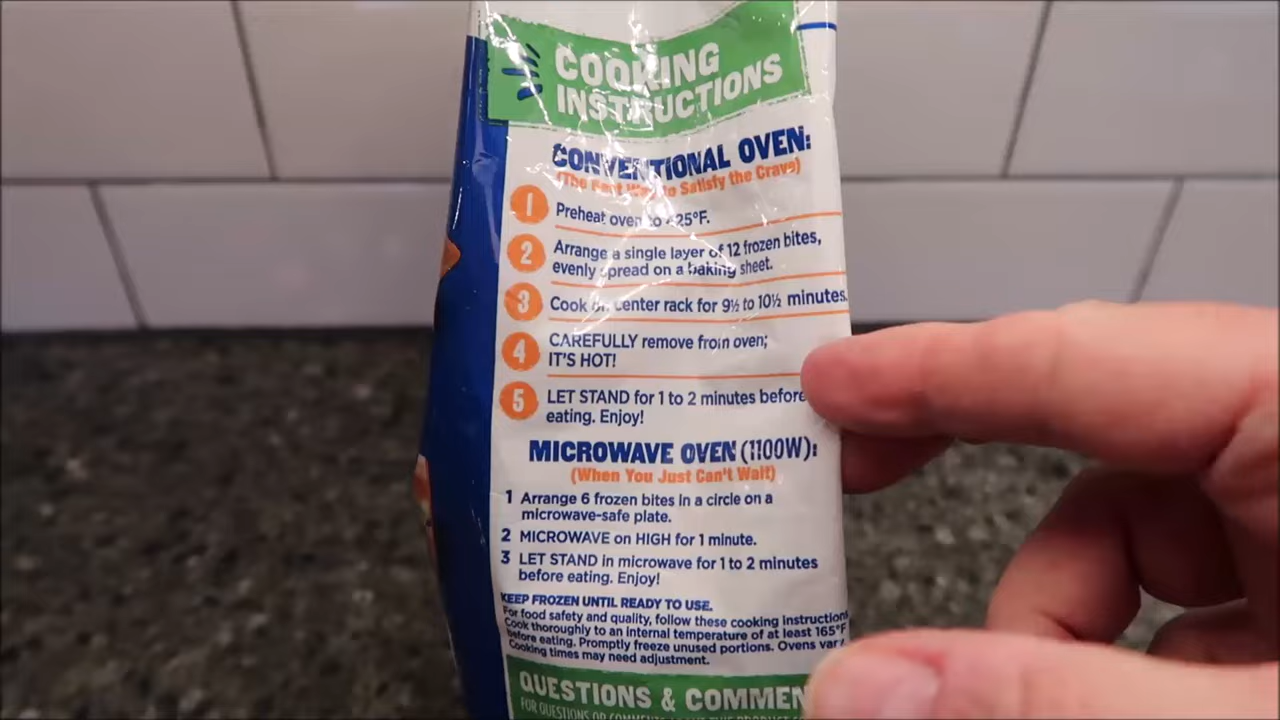 COOKING
INSTRUCTIONS
CONVENTIONAL OVEN:
(The Best Way to Satisfy the Crave)
1 Preheat oven to 425°F.
2 Arrange a single layer of 12 frozen bites,
evenly spread on a baking sheet.
3 Cook on center rack for 9½ to 10½ minutes.
4 CAREFULLY remove from oven;
IT'S HOT!
5 LET STAND for 1 to 2 minutes before
eating. Enjoy!
MICROWAVE OVEN (1100W):
(When You Just Can't Wait)
1 Arrange 6 frozen bites in a circle on a
microwave-safe plate.
2 MICROWAVE on HIGH for 1 minute.
3 LET STAND in microwave for 1 to 2 minutes
before eating. Enjoy!
KEEP FROZEN UNTIL READY TO USE.
For food safety and quality, follow these cooking instructions
Cook thoroughly to an internal temperature of at least 165°F
before eating. Promptly freeze unused portions. Ovens vary
Cooking times may need adjustment.
QUESTIONS & COMMEN
FOR QUESTIONS OR COMMENTS ABOUT THIS PRODUCT